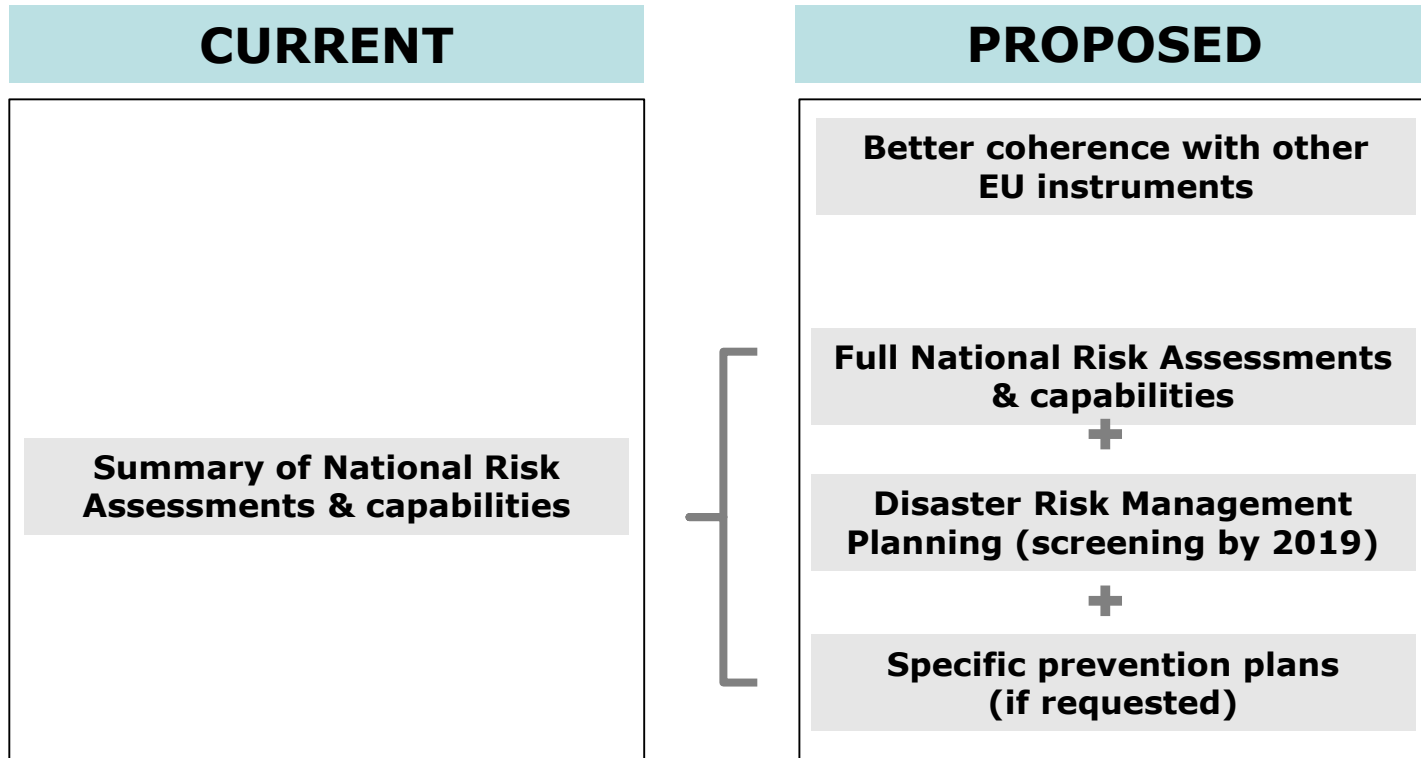 CURRENT
Summary of National Risk
Assessments & capabilities
PROPOSED
Better coherence with other
EU instruments
Full National Risk Assessments
& capabilities
+
Disaster Risk Management
Planning (screening by 2019)
+
Specific prevention plans
(if requested)